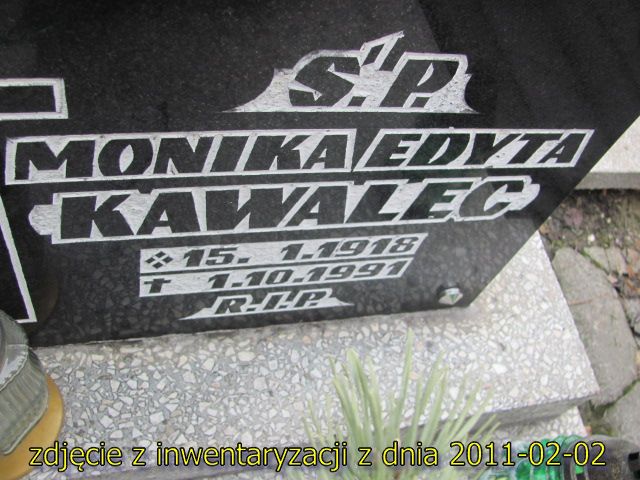 Ś.P.
MONIKA EDYTA
KAWALEC
15. 1.1918
✝ 1.10.1991
R.I.P.
zdjęcie z inwentaryzacji z dnia 2011-02-02